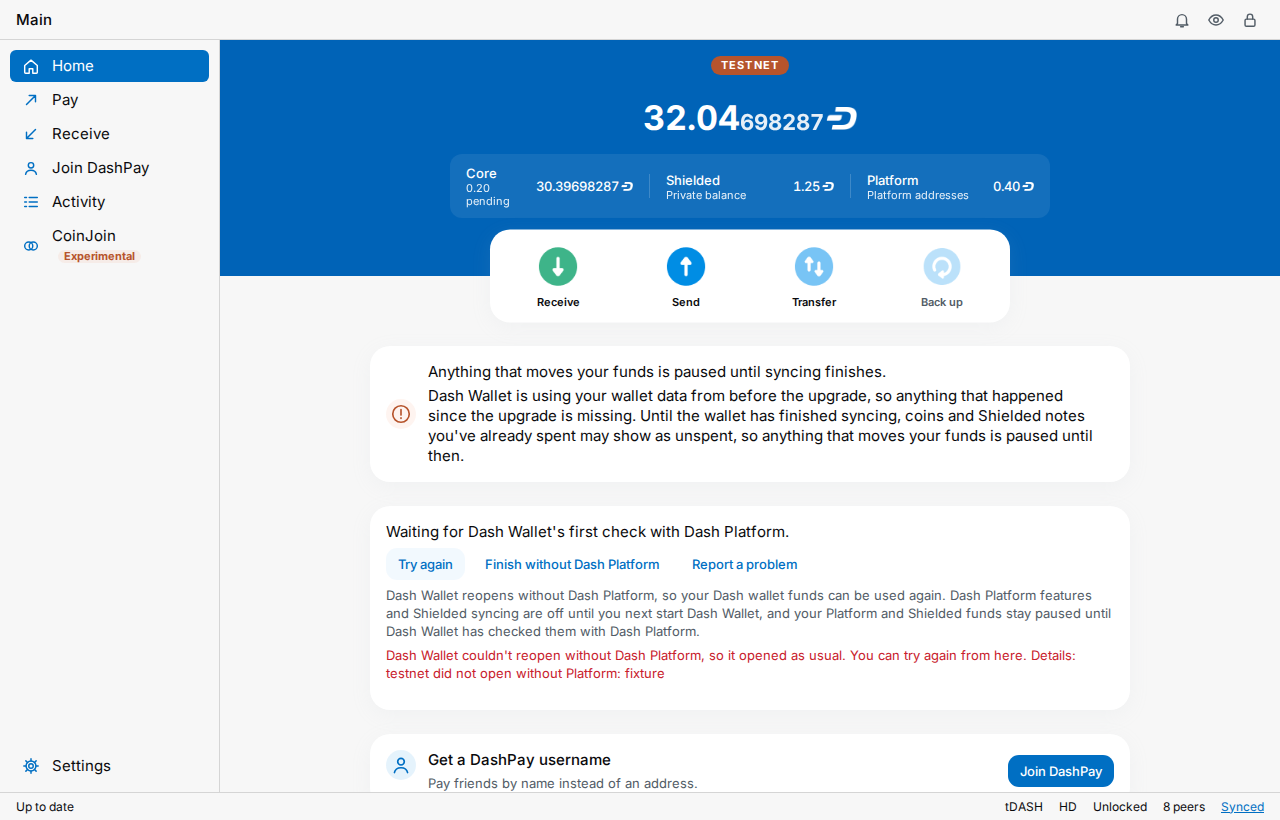 Main
Home
Pay
Receive
Join DashPay
Activity
CoinJoin
Experimental
Settings
TESTNET
32.04698287
Core
0.20
pending
30.39698287
Shielded
Private balance
1.25
Platform
Platform addresses
0.40
Receive
Send
Transfer
Back up
Anything that moves your funds is paused until syncing finishes.
Dash Wallet is using your wallet data from before the upgrade, so anything that happened
since the upgrade is missing. Until the wallet has finished syncing, coins and Shielded notes
you've already spent may show as unspent, so anything that moves your funds is paused until
then.
Waiting for Dash Wallet's first check with Dash Platform.
Try again
Finish without Dash Platform
Report a problem
Dash Wallet reopens without Dash Platform, so your Dash wallet funds can be used again. Dash Platform features
and Shielded syncing are off until you next start Dash Wallet, and your Platform and Shielded funds stay paused until
Dash Wallet has checked them with Dash Platform.
Dash Wallet couldn't reopen without Dash Platform, so it opened as usual. You can try again from here. Details:
testnet did not open without Platform: fixture
Get a DashPay username
Pay friends by name instead of an address.
Join DashPay
Up to date
tDASH
HD
Unlocked
8 peers
Synced